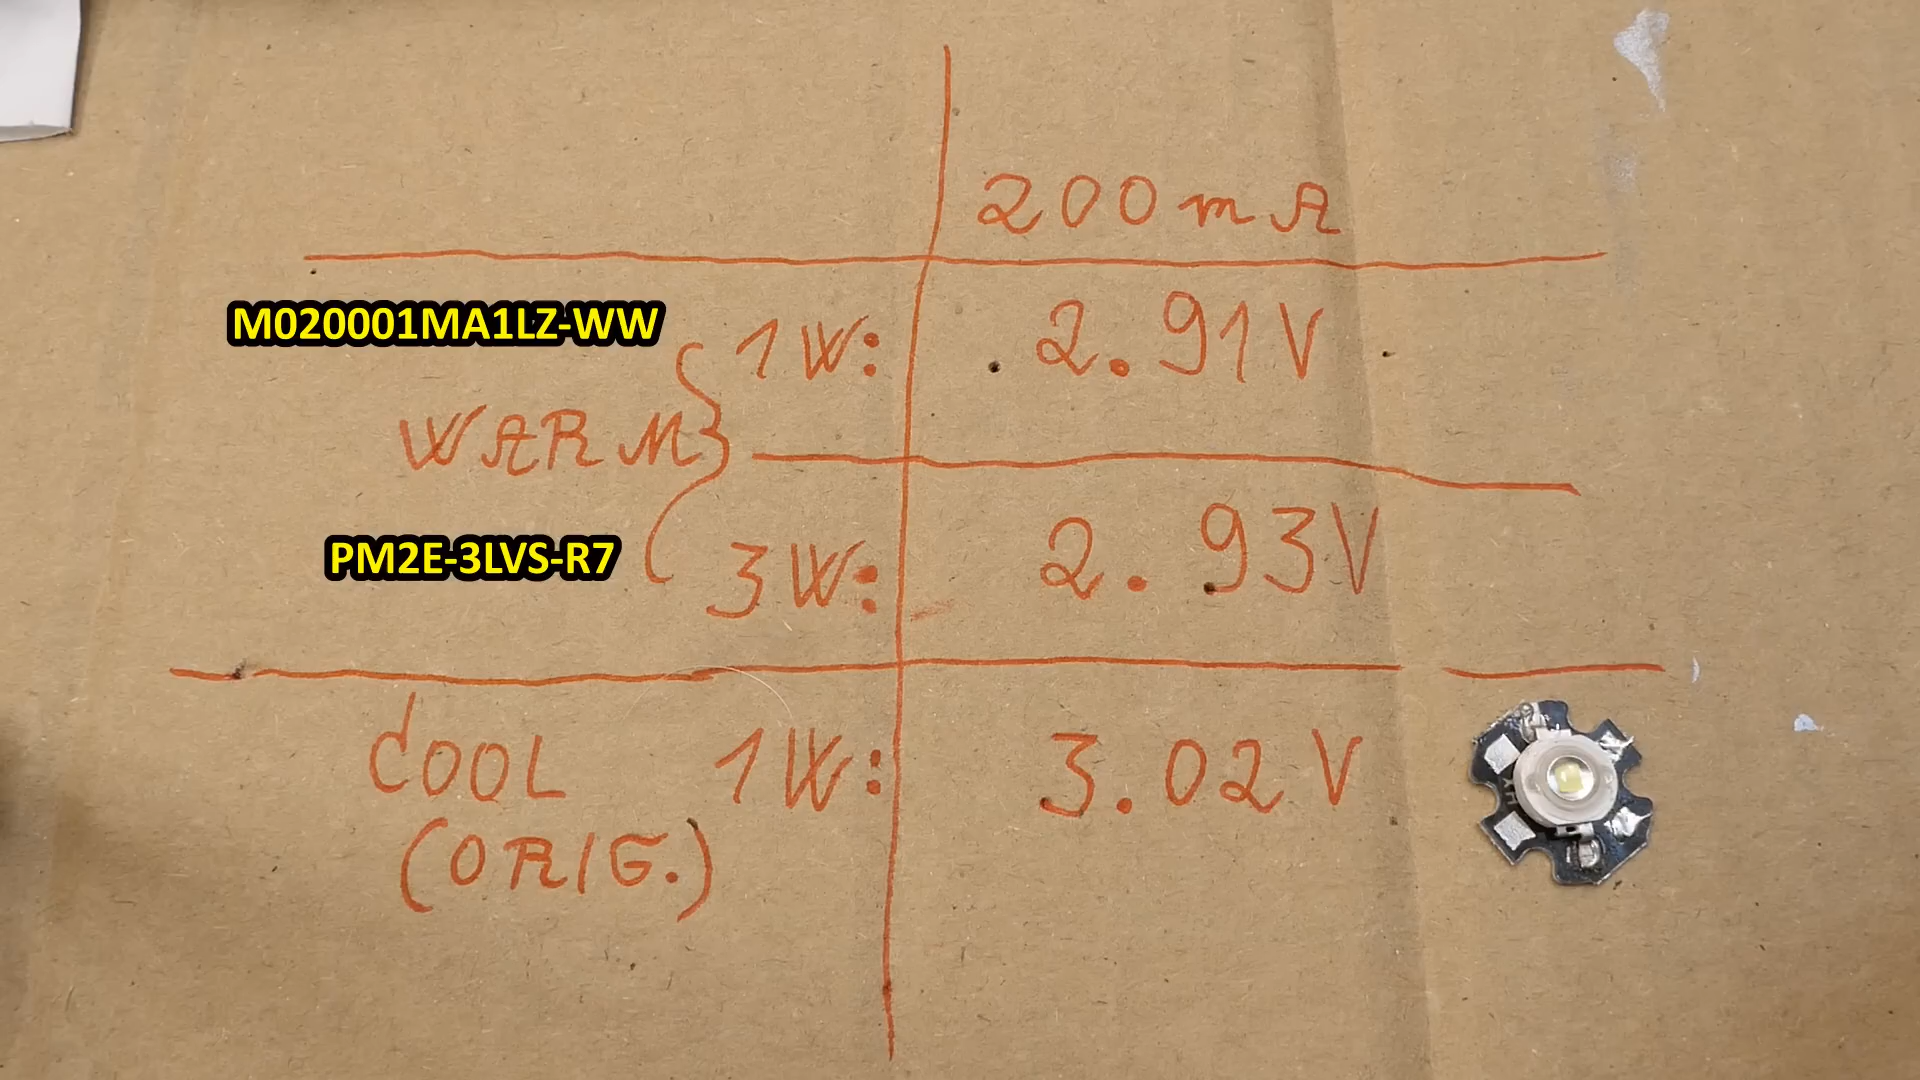 200mA
M020001MA1LZ-WW
1W: 2.91V
WARM
PM2E-3LVS-R7
3W: 2.93V
COOL 1W: 3.02V
(ORIG.)